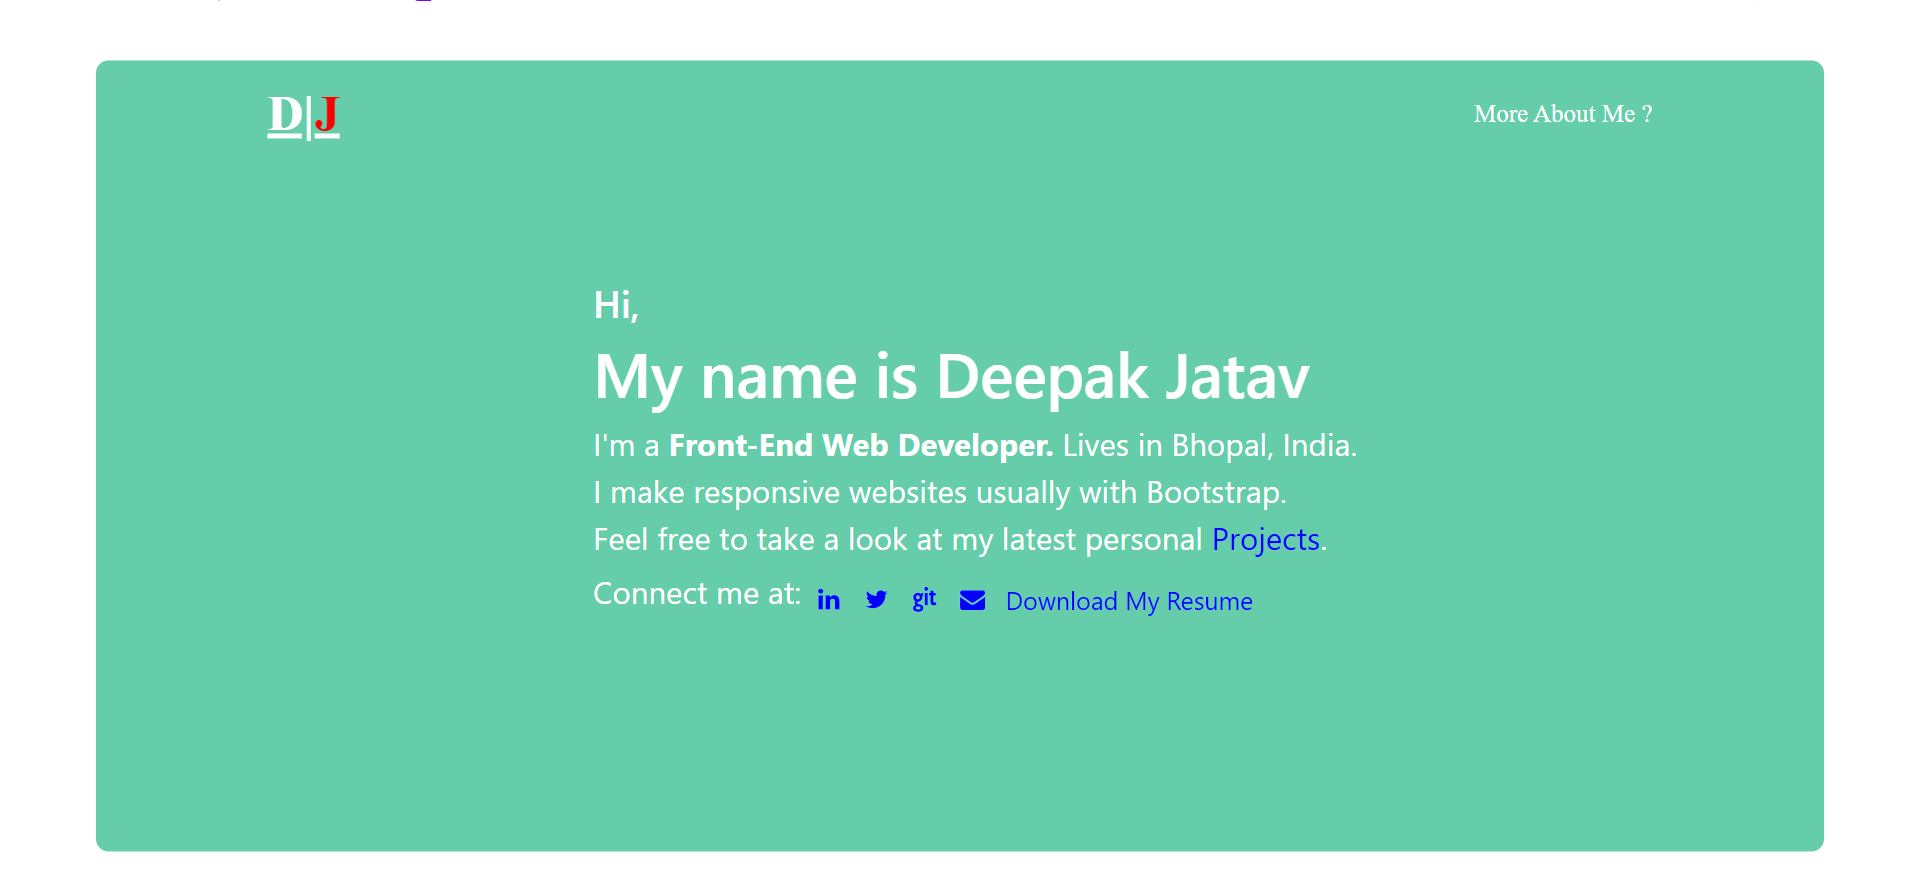 D|J
More About Me ?
Hi,
My name is Deepak Jatav
I'm a Front-End Web Developer. Lives in Bhopal, India.
I make responsive websites usually with Bootstrap.
Feel free to take a look at my latest personal Projects.
Connect me at: in git Download My Resume